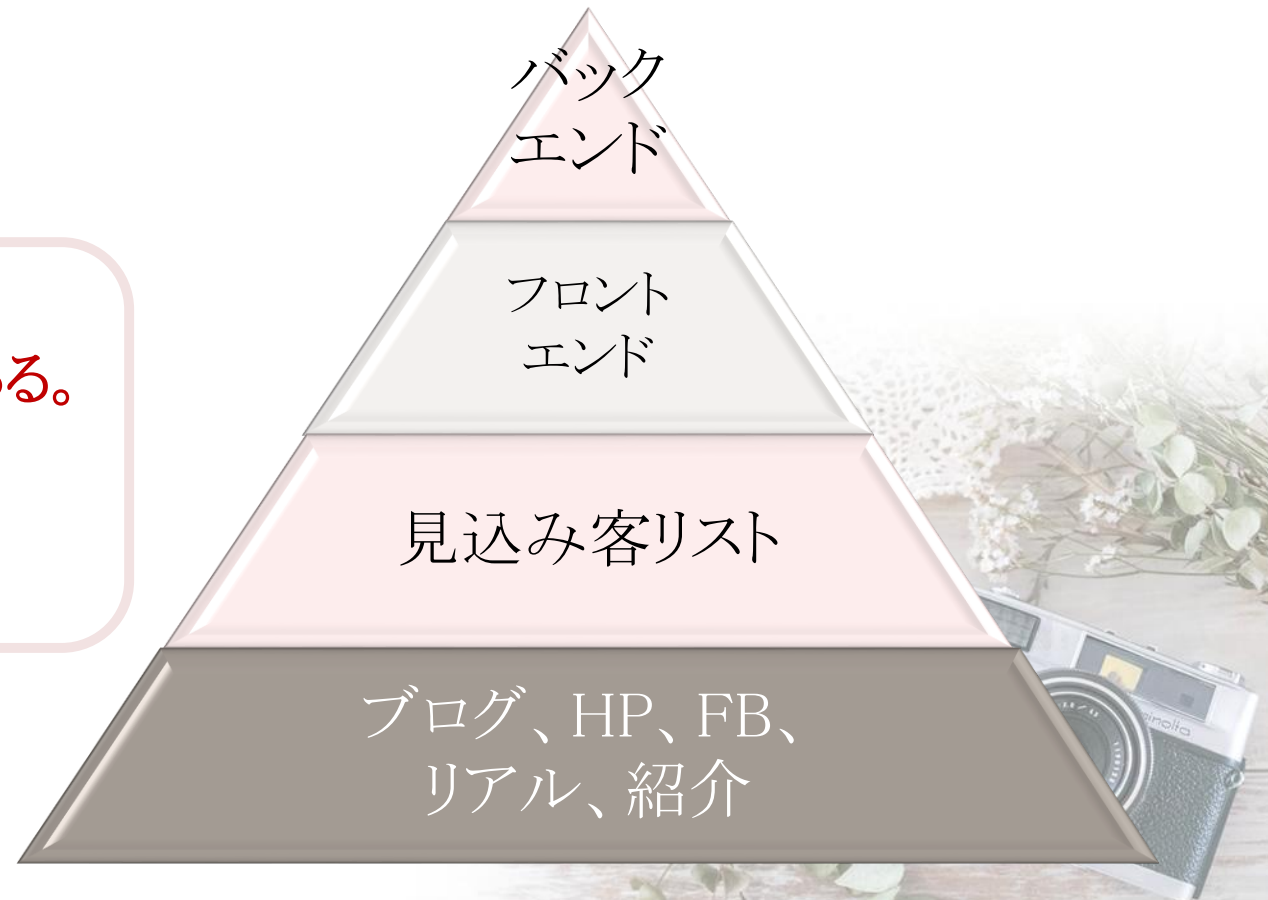 バック
エンド
フロント
エンド
る。
見込み客リスト
ブログ、HP、FB、
リアル、紹介